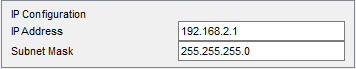 IP Configuration
IP Address 192.168.2.1
Subnet Mask 255.255.255.0